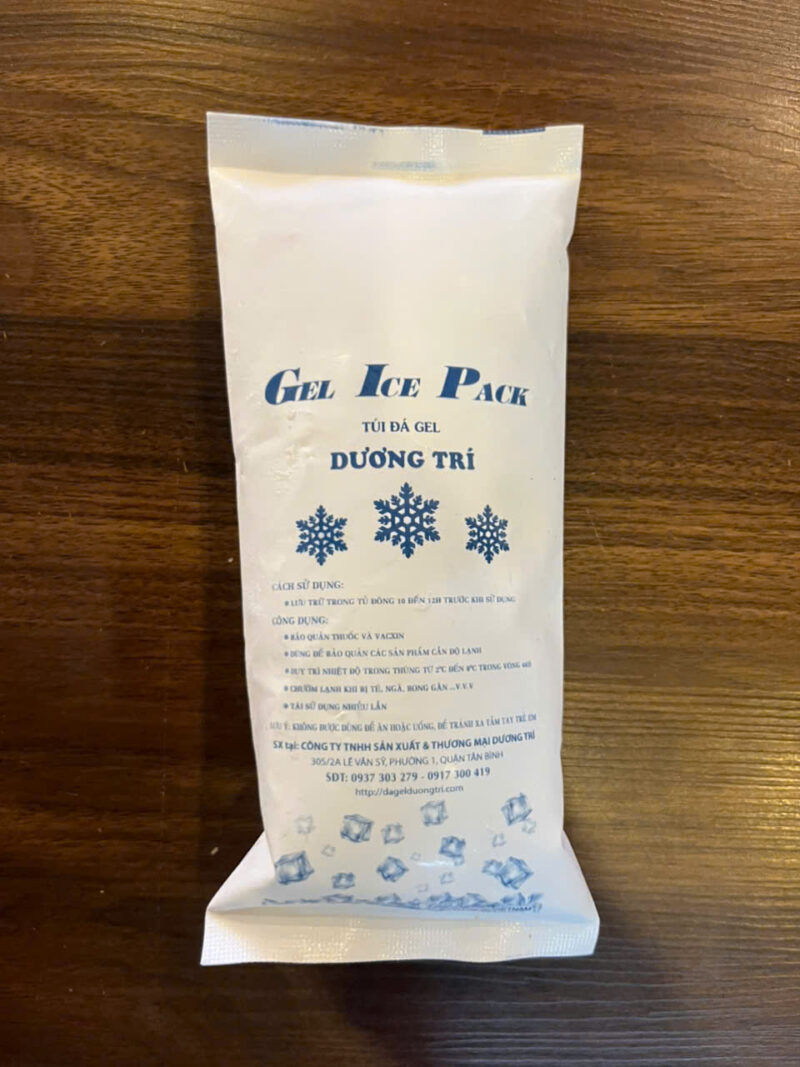 GEL ICE PACK
TÚI ĐÁ GEL
DƯƠNG TRÍ
CÁCH SỬ DỤNG:
LƯU TRỮ TRONG TỦ ĐÔNG 10 ĐẾN 12H TRƯỚC KHI SỬ DỤNG
CÔNG DỤNG:
BẢO QUẢN THUỐC VÀ VACXIN
DÙNG ĐỂ BẢO QUẢN CÁC SẢN PHẨM CẦN ĐỘ LẠNH
DUY TRÌ NHIỆT ĐỘ TRONG THÙNG TỪ 2°C ĐẾN 8°C TRONG VÒNG
CHƯỜM LẠNH KHI BỊ TÉ, NGÃ, BONG GÂN ...V.V.V
TÁI SỬ DỤNG NHIỀU LẦN
LƯU Ý: KHÔNG ĐƯỢC DÙNG ĐỂ ĂN HOẶC UỐNG, ĐỂ TRÁNH XA TẦM TAY TRẺ EM
SX tại: CÔNG TY TNHH SẢN XUẤT & THƯƠNG MẠI DƯƠNG TRÍ
305/2A LÊ VĂN SỸ, PHƯỜNG 1, QUẬN TÂN BÌNH
SĐT: 0937 303 279 - 0917 300 419
http://dagelduongtri.com